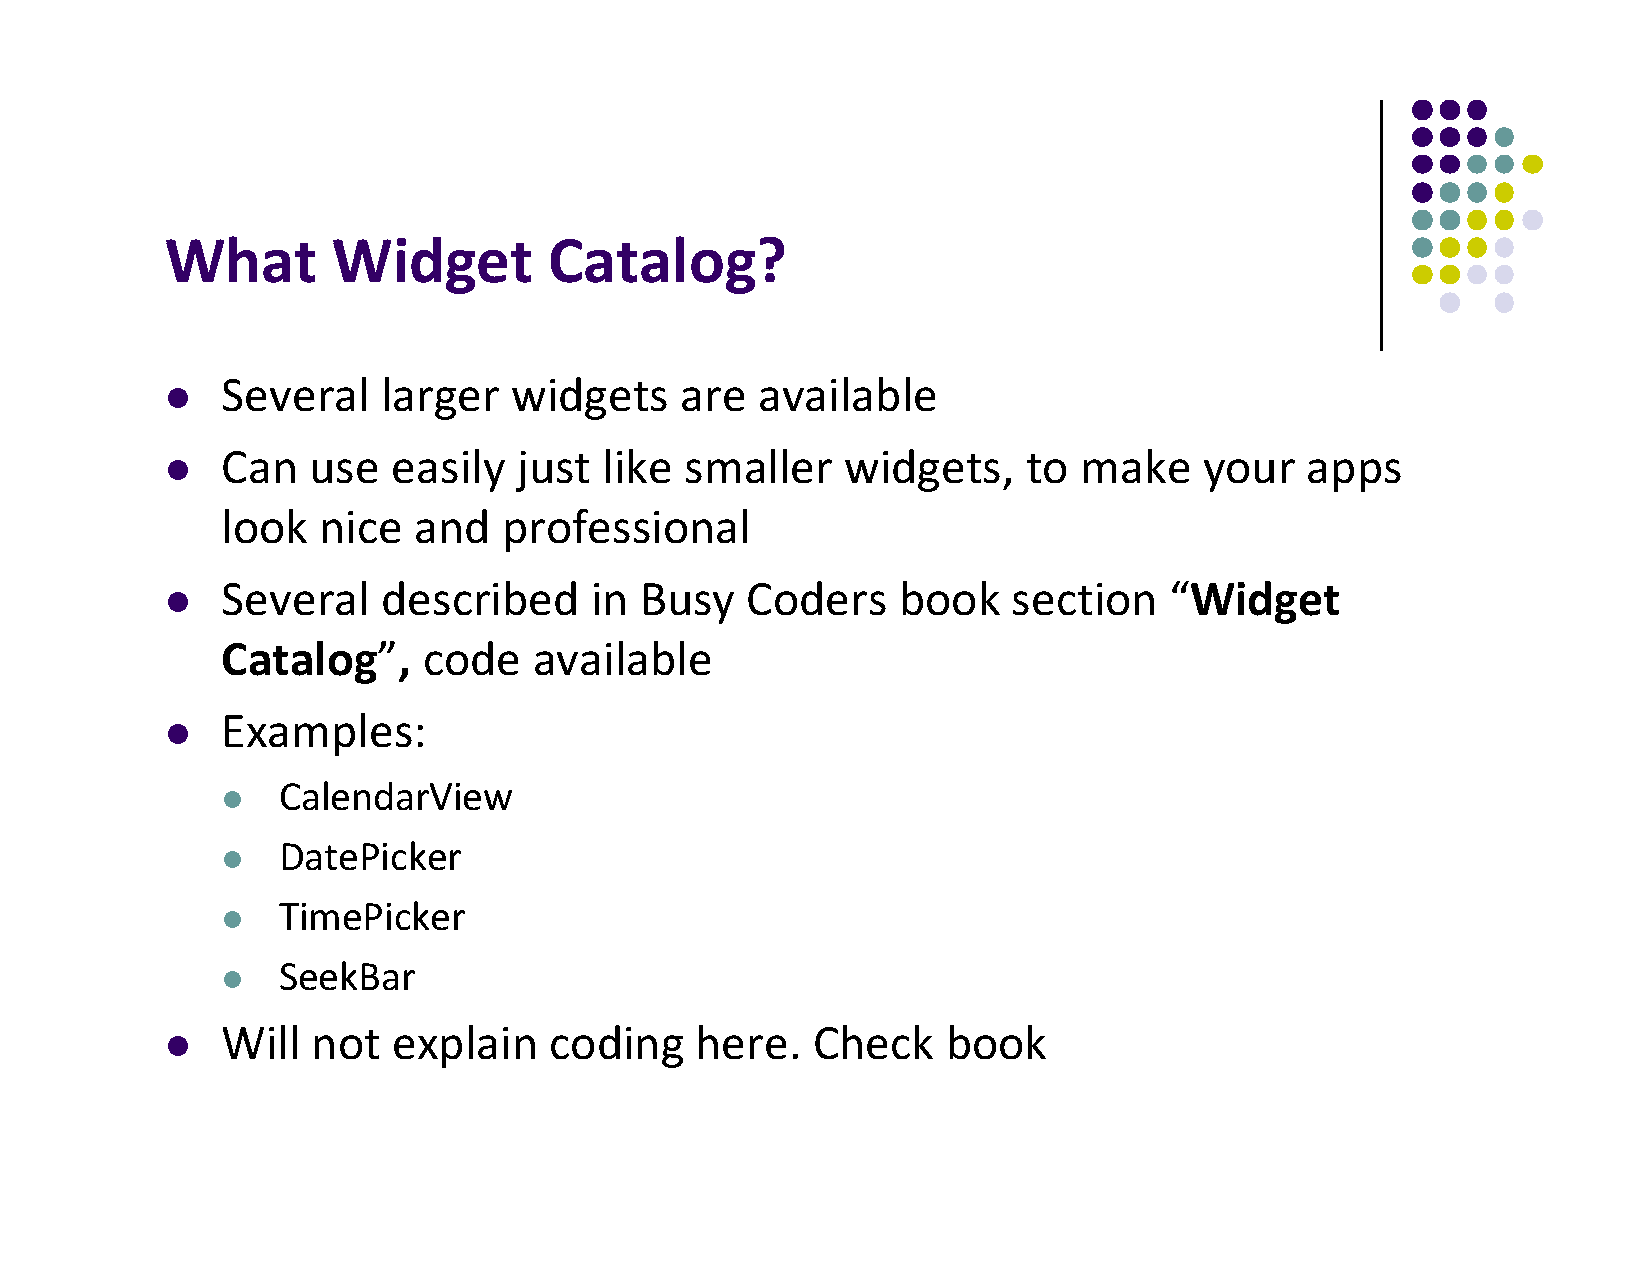 What Widget Catalog?
Several larger widgets are available
Can use easily just like smaller widgets, to make your apps
look nice and professional
Several described in Busy Coders book section “Widget
Catalog”, code available
Examples:
CalendarView
DatePicker
TimePicker
SeekBar
Will not explain coding here. Check book